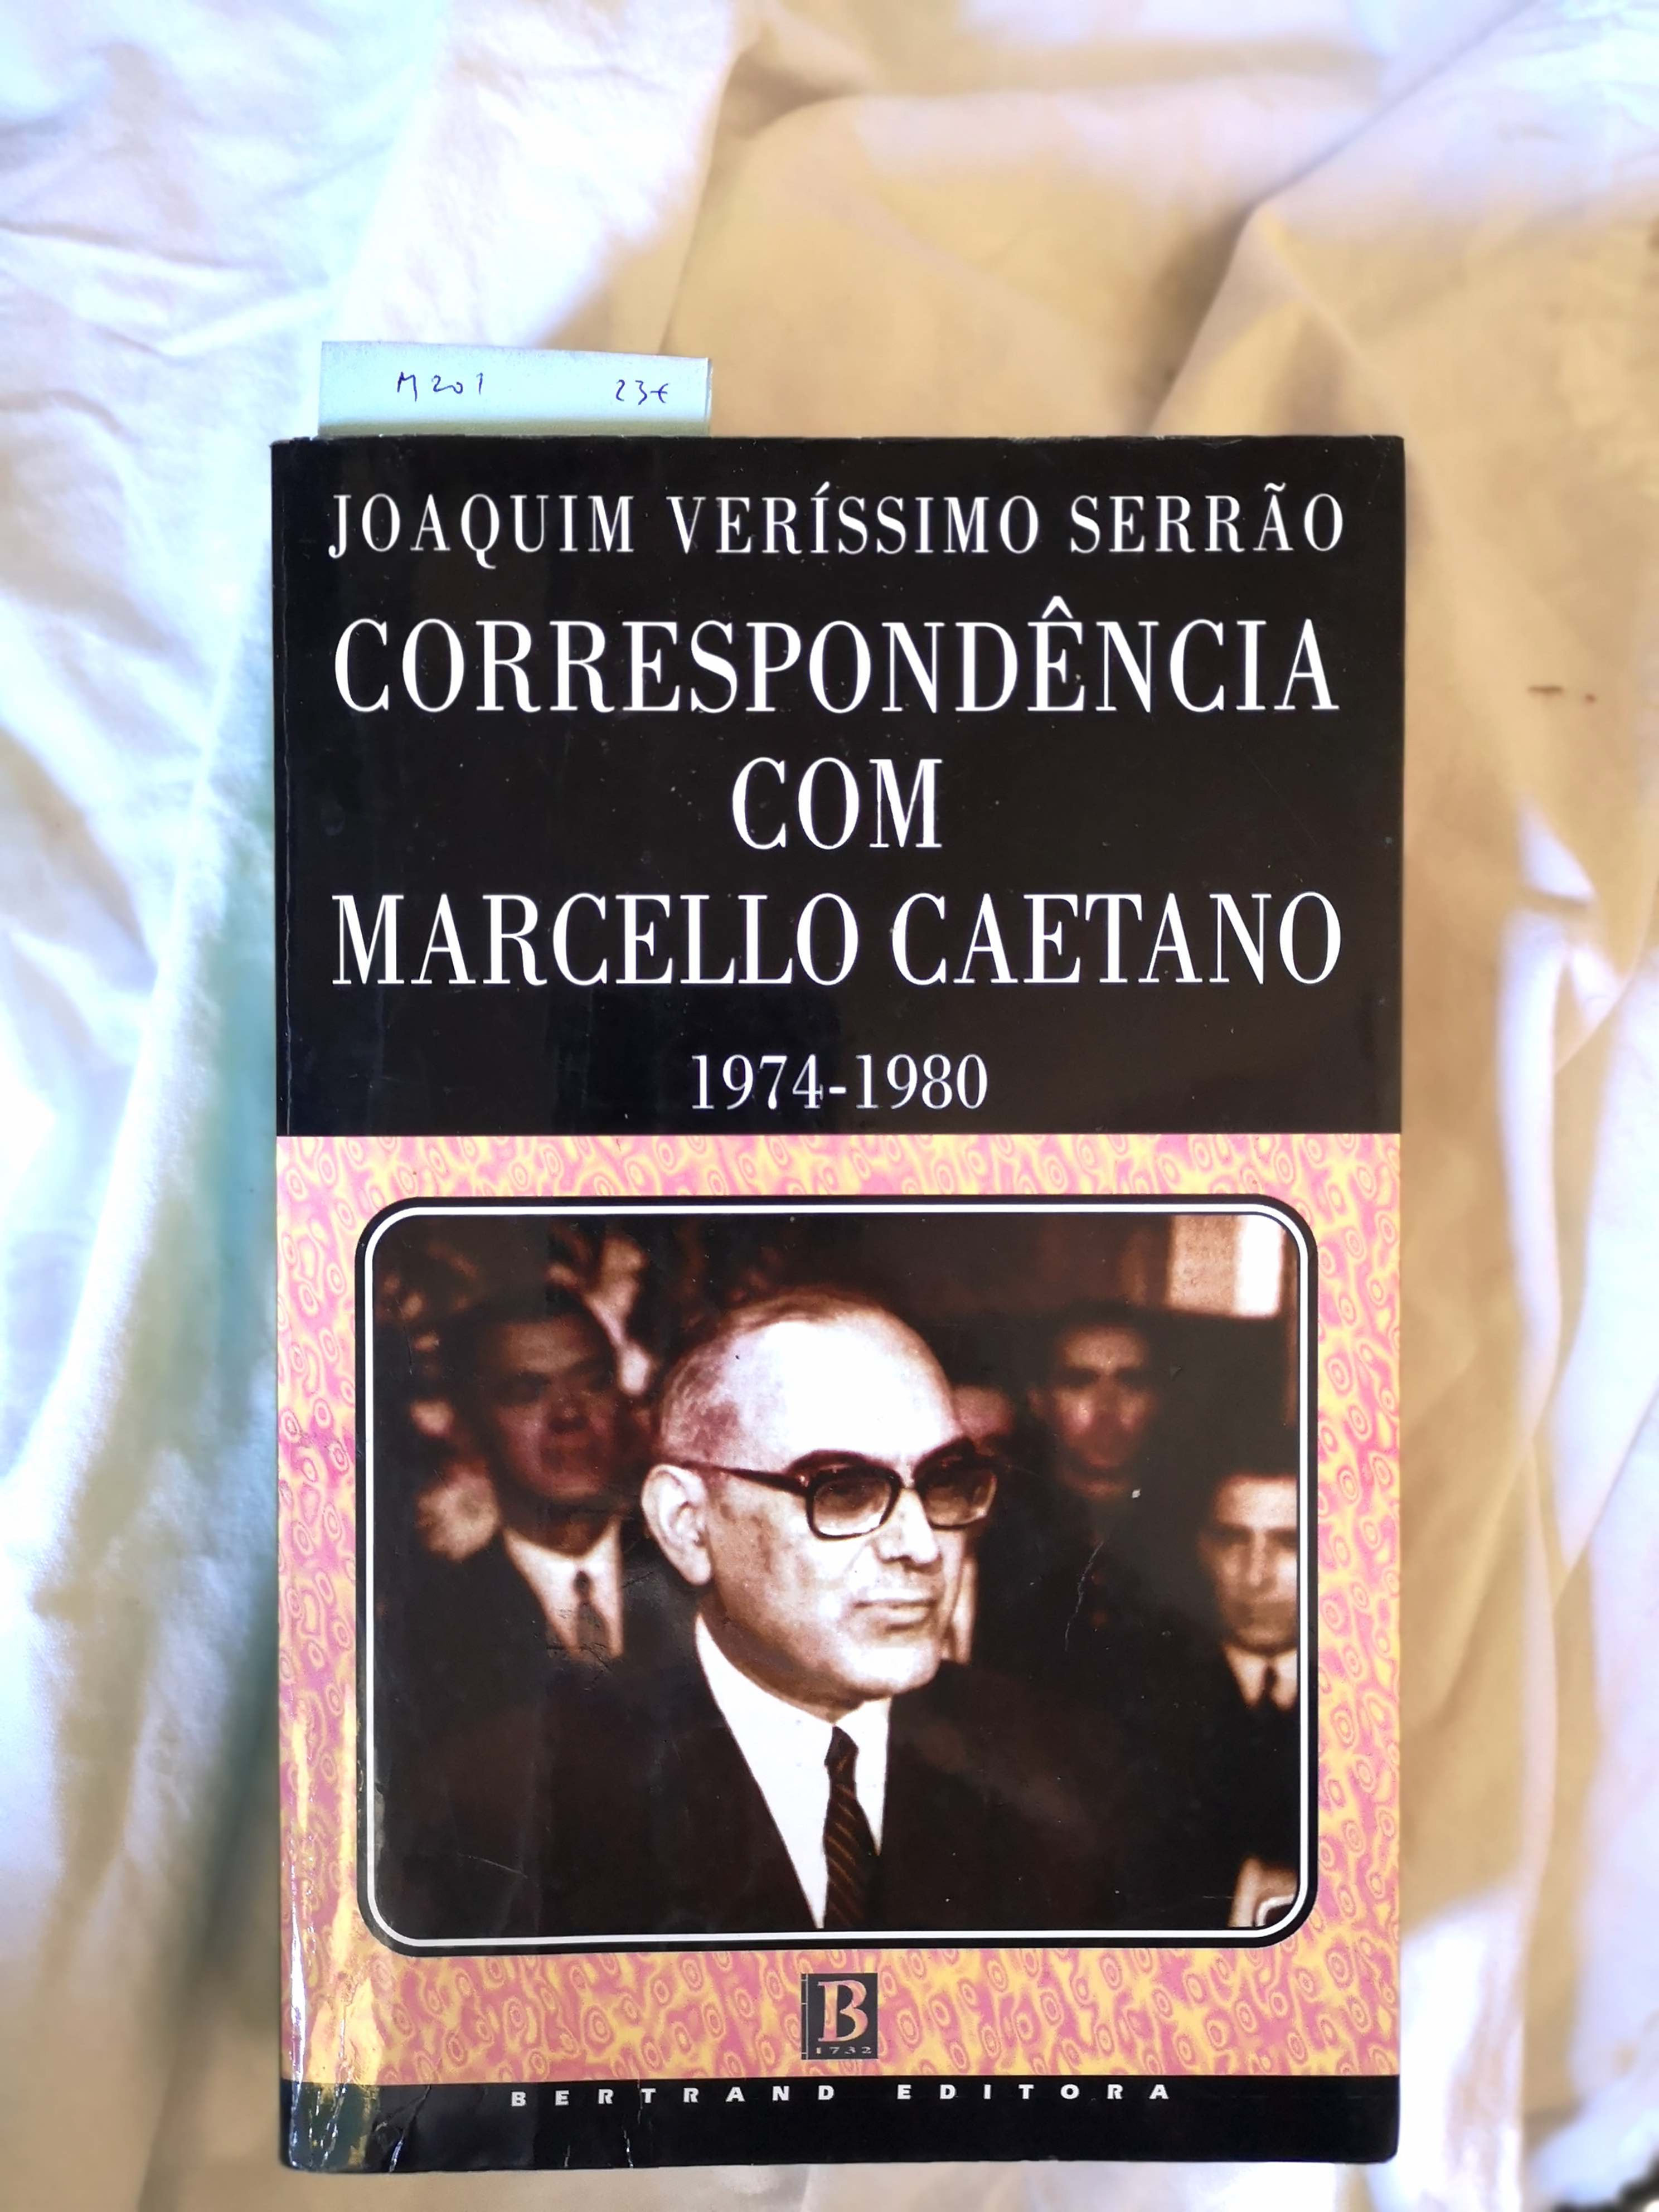 M201 23€
JOAQUIM VERÍSSIMO SERRÃO
CORRESPONDÊNCIA
COM
MARCELLO CAETANO
1974-1980
B
1732
BERTRAND EDITORA